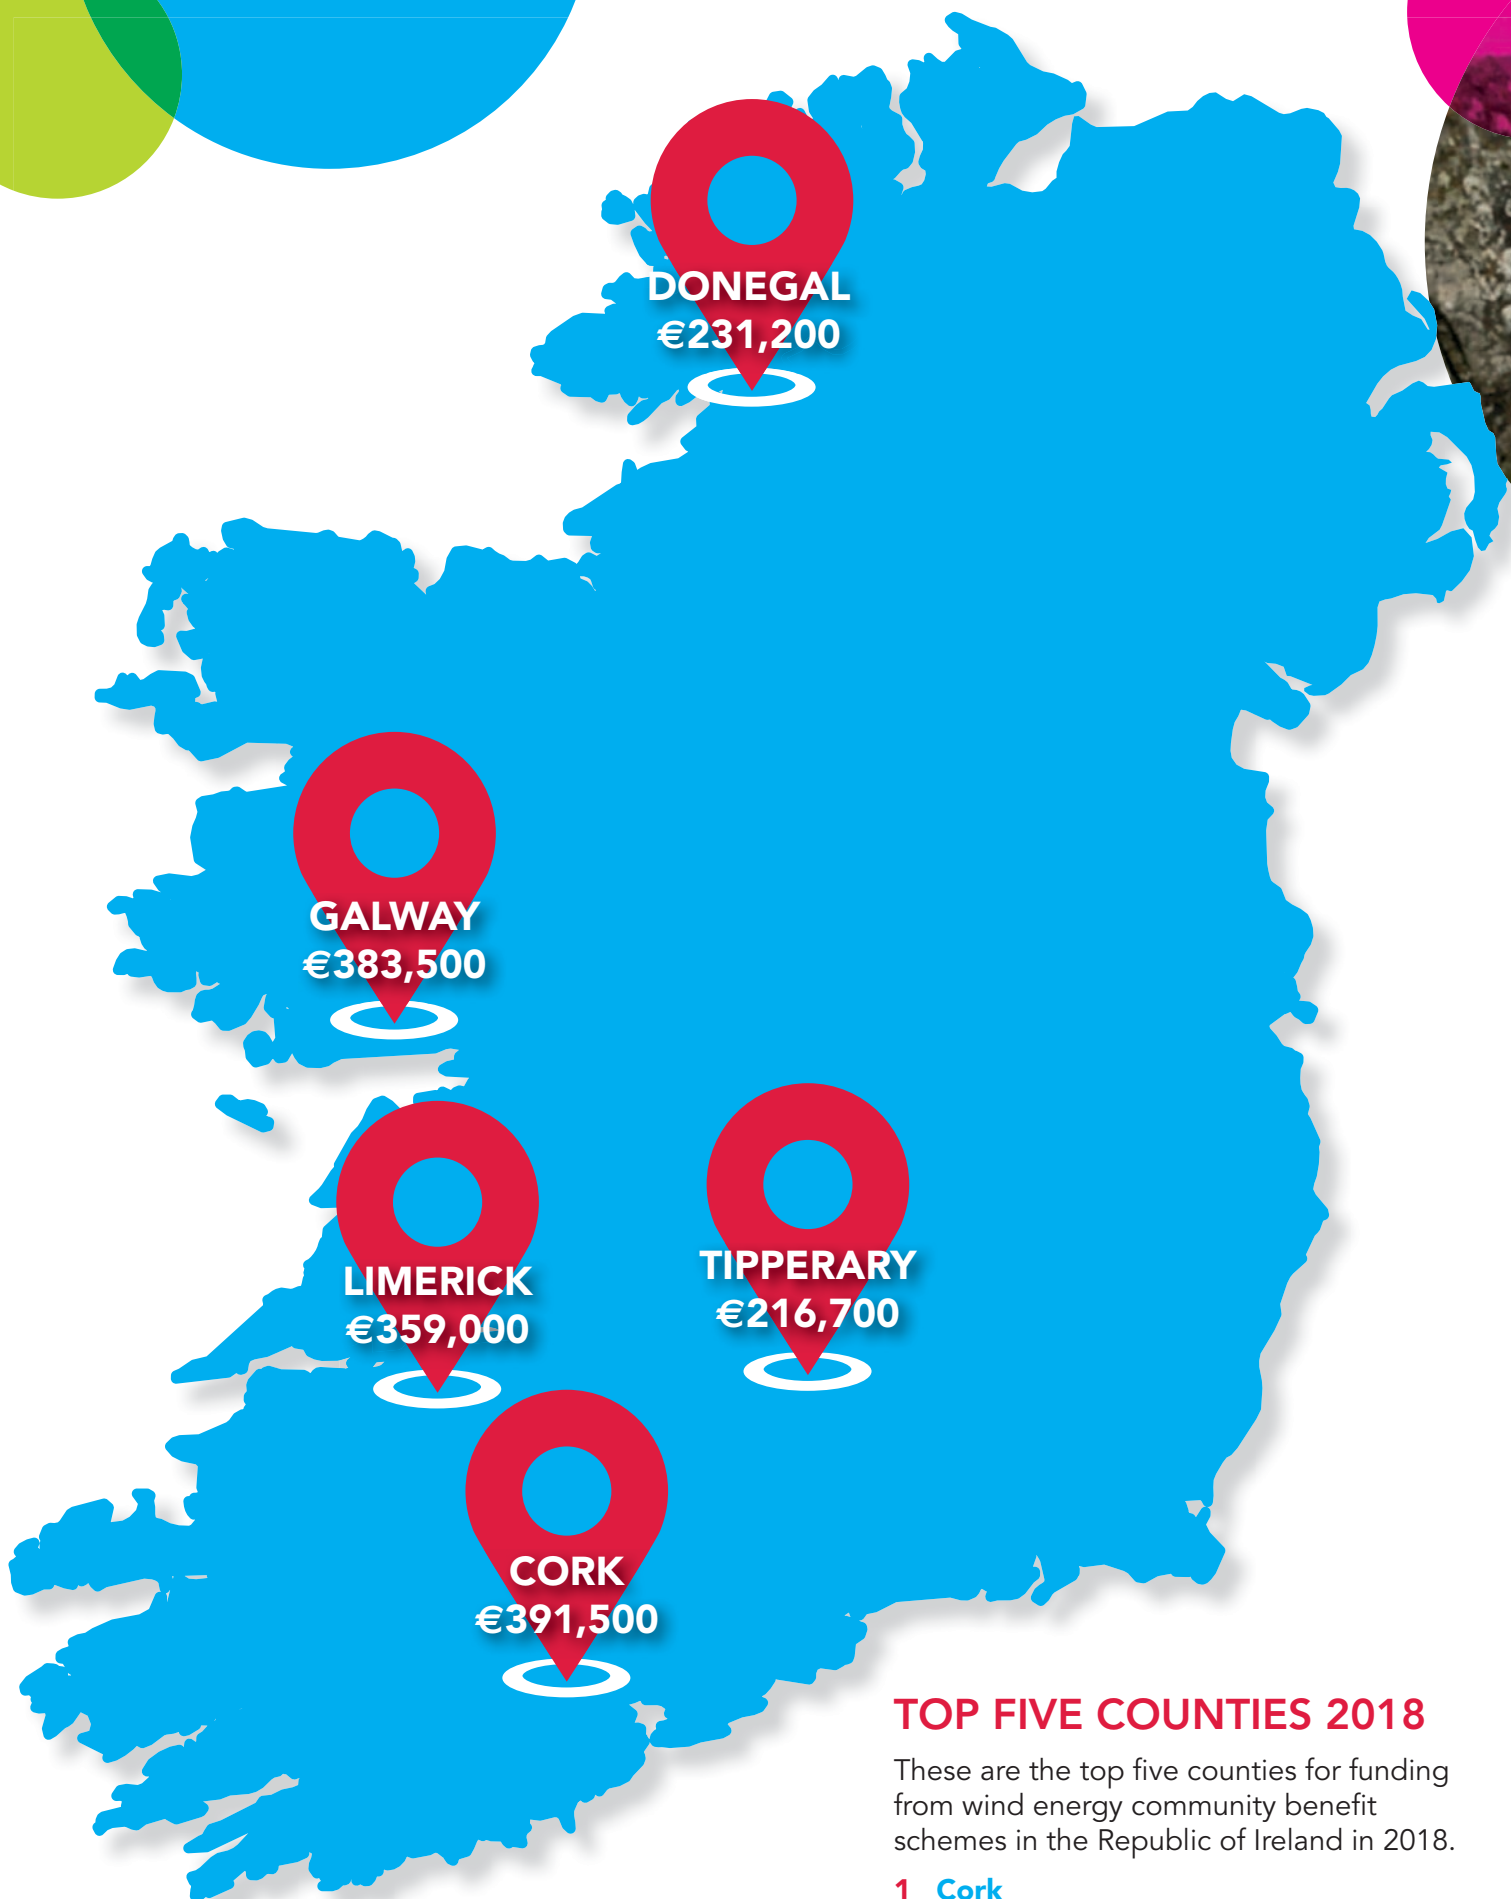 DONEGAL
€231,200
GALWAY
€383,500
LIMERICK
€359,000
TIPPERARY
€216,700
CORK
€391,500
TOP FIVE COUNTIES 2018
These are the top five counties for funding
from wind energy community benefit
schemes in the Republic of Ireland in 2018.
1 Cork